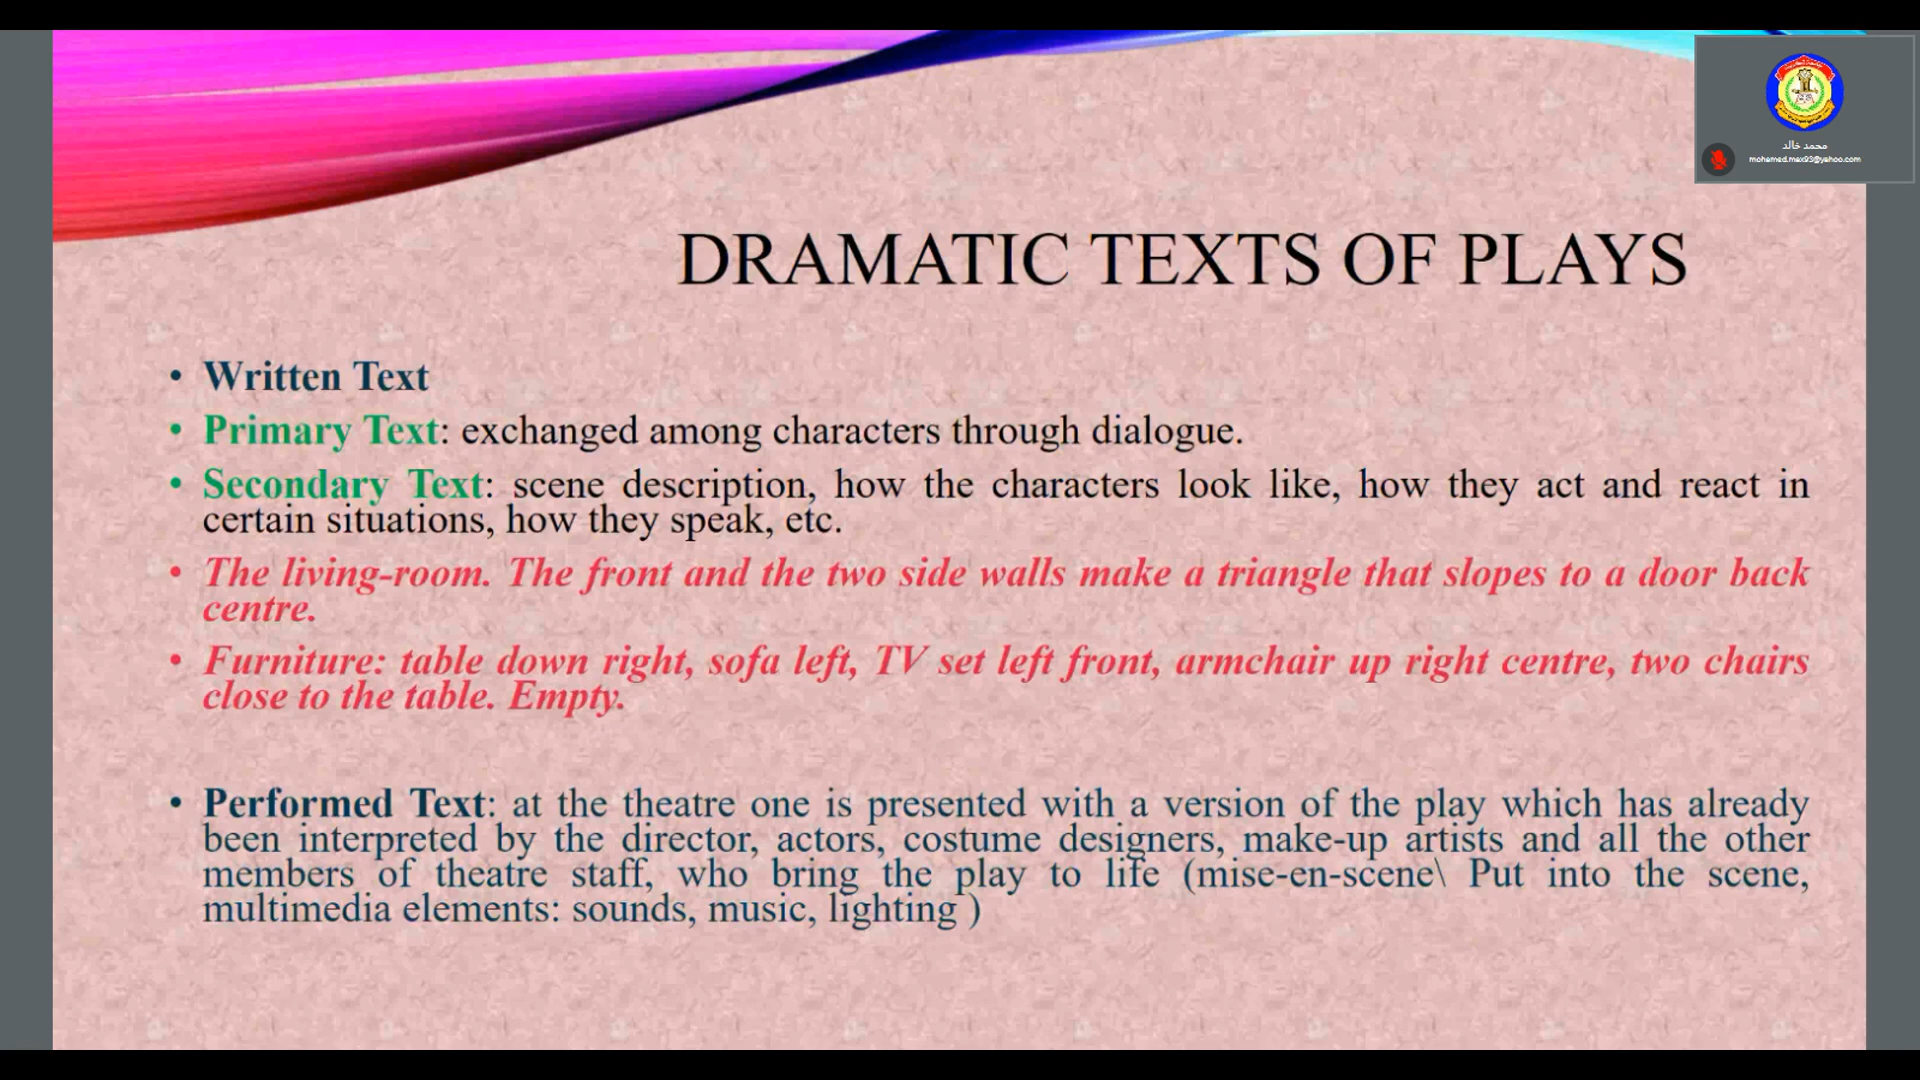 محمد خالد
mohamed.max93@yahoo.com
DRAMATIC TEXTS OF PLAYS
• Written Text
• Primary Text: exchanged among characters through dialogue.
• Secondary Text: scene description, how the characters look like, how they act and react in
certain situations, how they speak, etc.
• The living-room. The front and the two side walls make a triangle that slopes to a door back
centre.
• Furniture: table down right, sofa left, TV set left front, armchair up right centre, two chairs
close to the table. Empty.
• Performed Text: at the theatre one is presented with a version of the play which has already
been interpreted by the director, actors, costume designers, make-up artists and all the other
members of theatre staff, who bring the play to life (mise-en-scene\ Put into the scene,
multimedia elements: sounds, music, lighting )